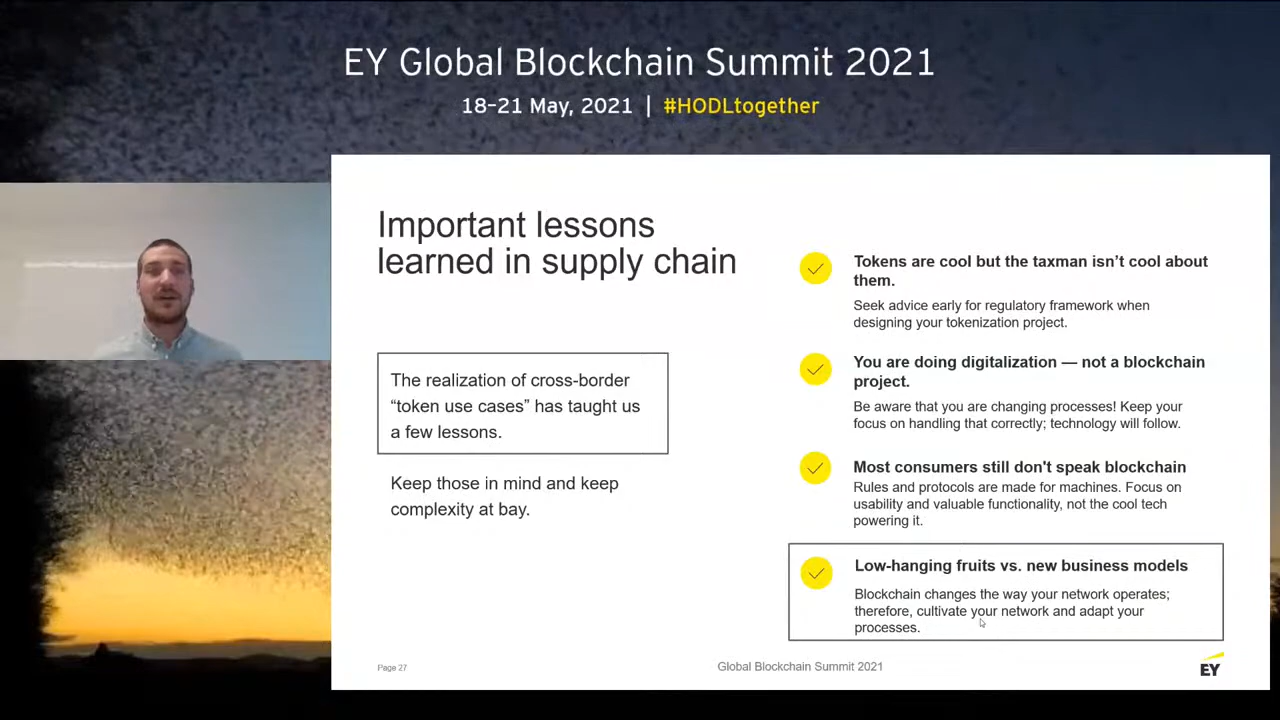 EY Global Blockchain Summit 2021
18–21 May, 2021 | #HODLtogether
Important lessons
learned in supply chain
The realization of cross-border
“token use cases” has taught us
a few lessons.
Keep those in mind and keep
complexity at bay.
Tokens are cool but the taxman isn’t cool about
them.
Seek advice early for regulatory framework when
designing your tokenization project.
You are doing digitalization — not a blockchain
project.
Be aware that you are changing processes! Keep your
focus on handling that correctly; technology will follow.
Most consumers still don't speak blockchain
Rules and protocols are made for machines. Focus on
usability and valuable functionality, not the cool tech
powering it.
Low-hanging fruits vs. new business models
Blockchain changes the way your network operates;
therefore, cultivate your network and adapt your
processes.
Page 27
Global Blockchain Summit 2021
EY